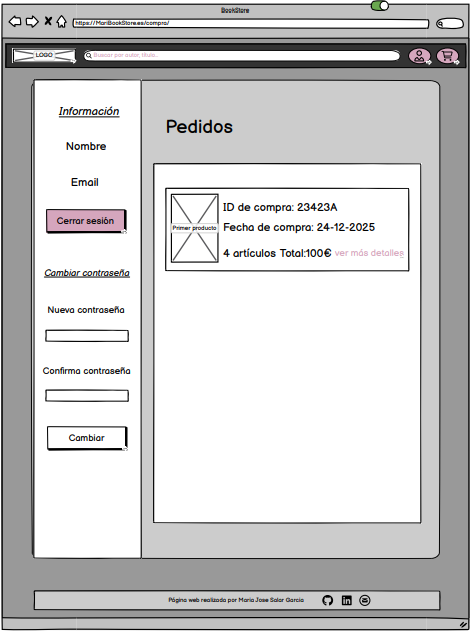 BookStore
https://MariBookStore.es/compra/
LOGO
Buscar por autor, título...
Información
Nombre
Email
Cerrar sesión
Cambiar contraseña
Nueva contraseña
Confirma contraseña
Cambiar
Pedidos
Primer producto
ID de compra: 23423A
Fecha de compra: 24-12-2025
4 artículos Total:100€ ver más detalles
Página web realizada por María Jose Salar García